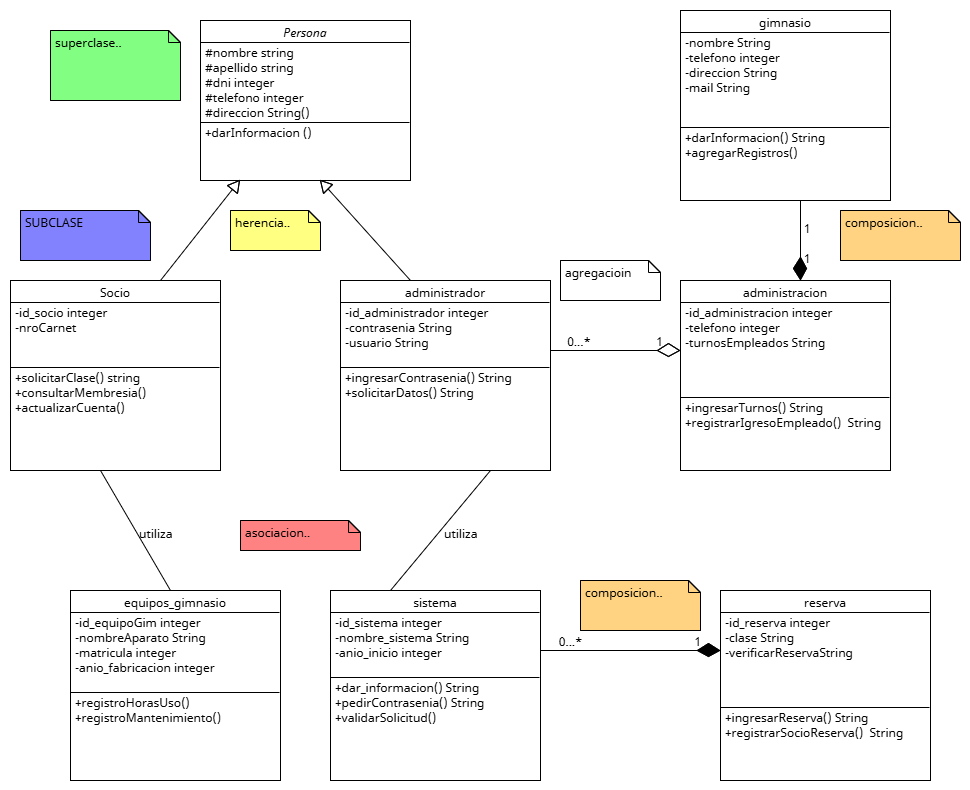 superclase..
Persona
#nombre string
#apellido string
#dni integer
#telefono integer
#direccion String()
+darInformacion ()
gimnasio
-nombre String
-telefono integer
-direccion String
-mail String
+darInformacion() String
+agregarRegistros()
SUBCLASE
herencia..
1
composicion..
1
agregacioin
Socio
-id_socio integer
-nroCarnet
+solicitarClase() string
+consultarMembresia()
+actualizarCuenta()
administrador
-id_administrador integer
-contrasenia String
-usuario String
+ingresarContrasenia() String
+solicitarDatos() String
0...*
1
administracion
-id_administracion integer
-telefono integer
-turnosEmpleados String
+ingresarTurnos() String
+registrarIgresoEmpleado()  String
utiliza
asociacion..
utiliza
equipos_gimnasio
-id_equipoGim integer
-nombreAparato String
-matricula integer
-anio_fabricacion integer
+registroHorasUso()
+registroMantenimiento()
sistema
-id_sistema integer
-nombre_sistema String
-anio_inicio integer
+dar_informacion() String
+pedirContrasenia() String
+validarSolicitud()
composicion..
0...*
1
reserva
-id_reserva integer
-clase String
-verificarReservaString
+ingresarReserva() String
+registrarSocioReserva()  String